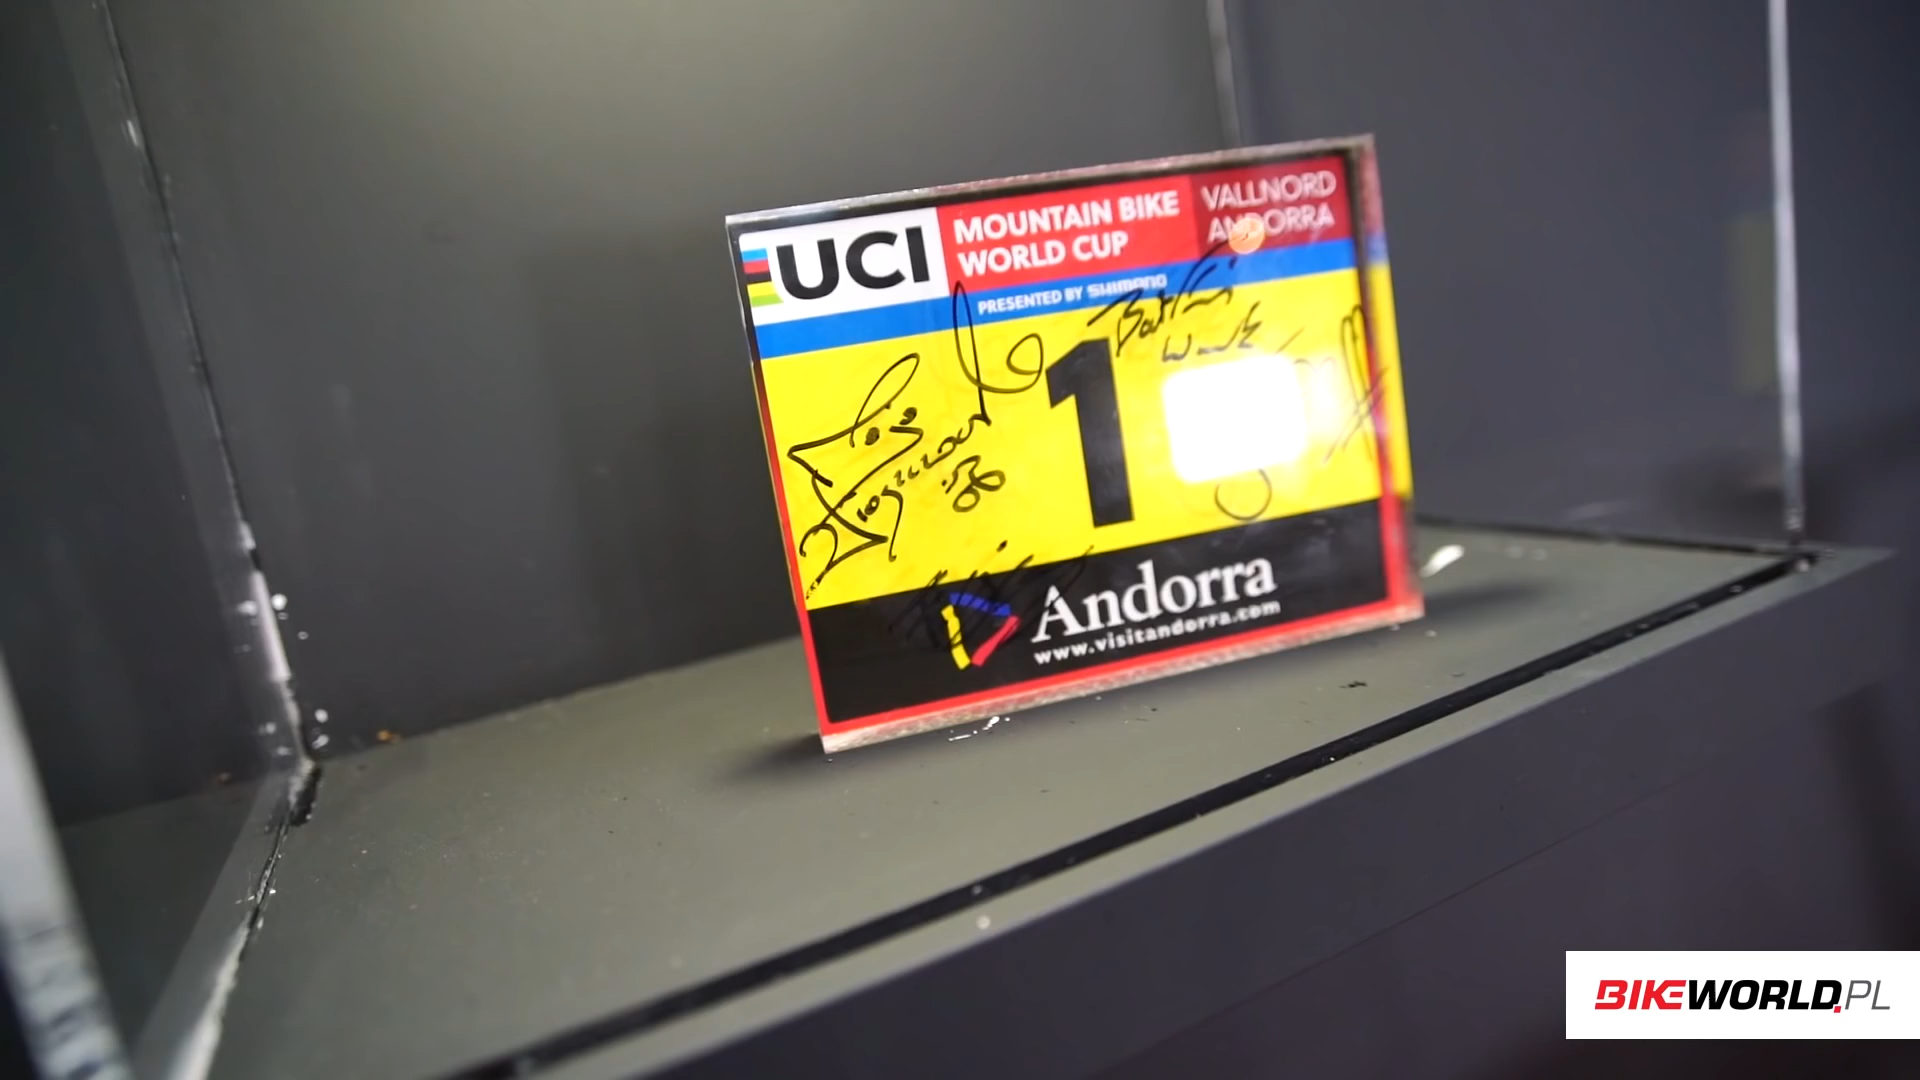 UCI
MOUNTAIN BIKE
WORLD CUP
VALLNORD
ANDORRA
PRESENTED BY SHIMANO
1
Andorra
www.visitandorra.com
BIKEWORLD.PL